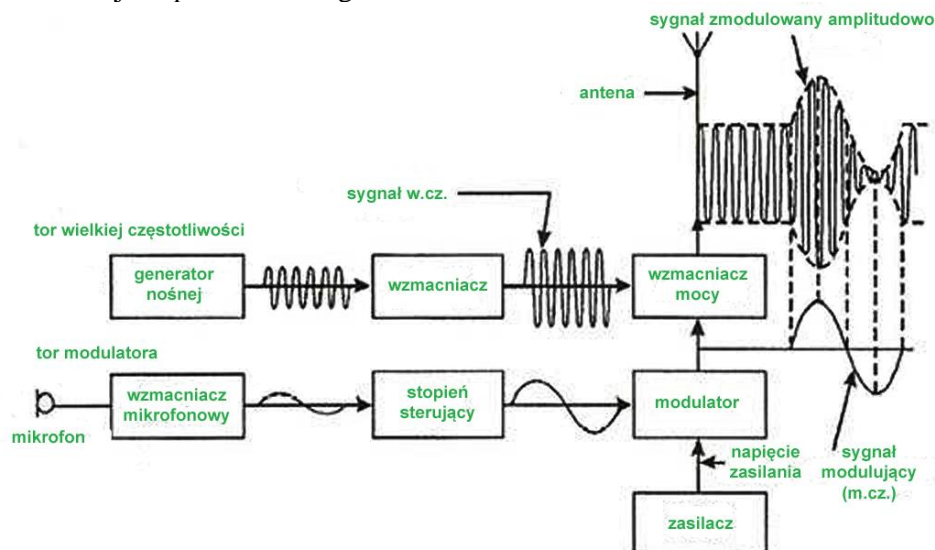 sygnał zmodulowany amplitudowo
antena
sygnał w.cz.
tor wielkiej częstotliwości
generator
nośnej
wzmacniacz
wzmacniacz
mocy
tor modulatora
mikrofon
wzmacniacz
mikrofonowy
stopień
sterujący
modulator
napięcie
zasilania
sygnał
modulujący
(m.cz.)
zasilacz